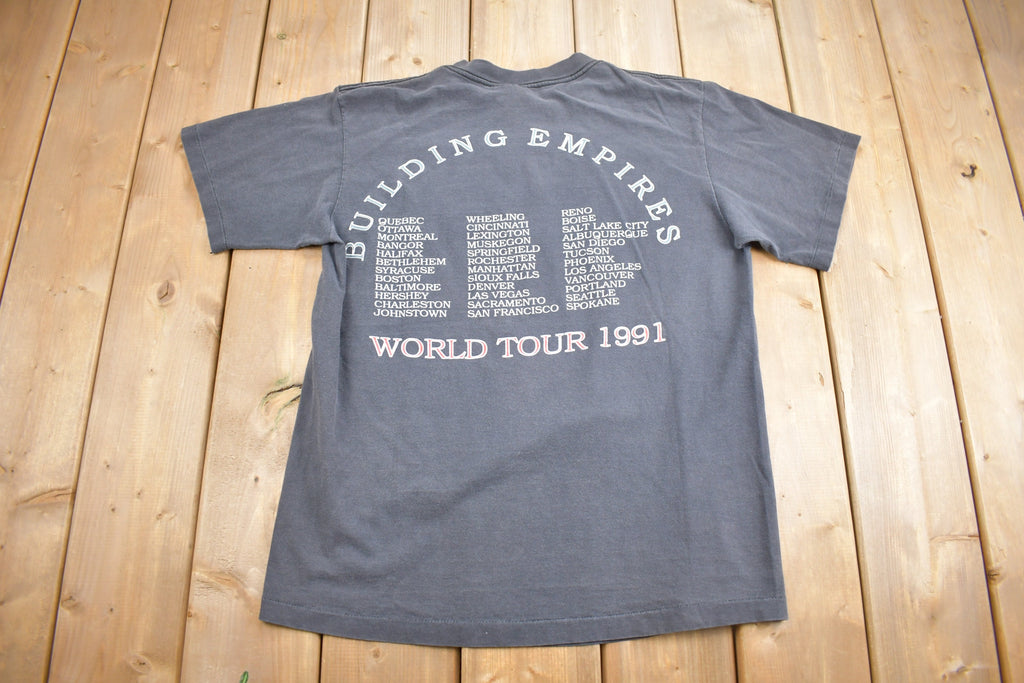 BUILDING EMPIRES
QUEBEC
OTTAWA
MONTREAL
BANGOR
HALIFAX
BETHLEHEM
SYRACUSE
BOSTON
BALTIMORE
HERSHEY
CHARLESTON
JOHNSTOWN
WHEELING
CINCINNATI
LEXINGTON
MUSKEGON
SPRINGFIELD
ROCHESTER
MANHATTAN
SIOUX FALLS
DENVER
LAS VEGAS
SACRAMENTO
SAN FRANCISCO
RENO
BOISE
SALT LAKE CITY
ALBUQUERQUE
SAN DIEGO
TUCSON
PHOENIX
LOS ANGELES
VANCOUVER
PORTLAND
SEATTLE
SPOKANE
WORLD TOUR 1991